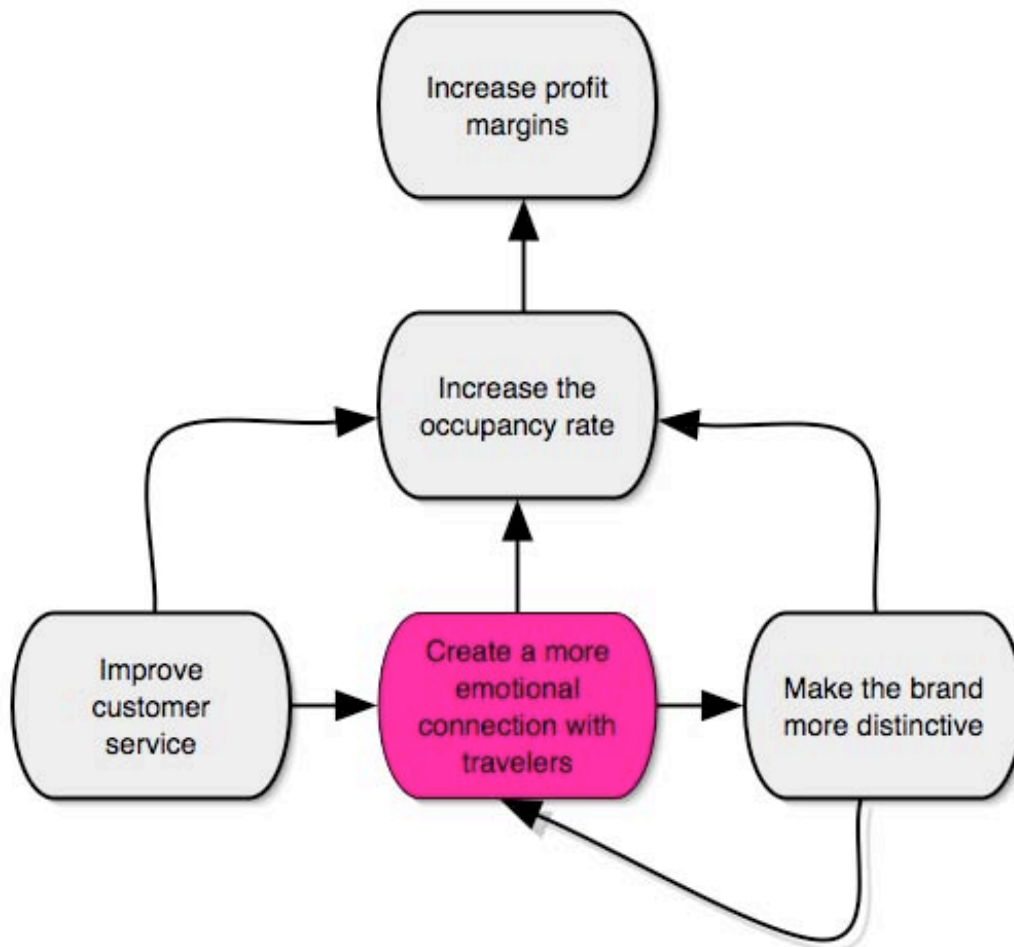 Increase profit
margins
Increase the
occupancy rate
Improve
customer
service
Create a more
emotional
connection with
travelers
Make the brand
more distinctive